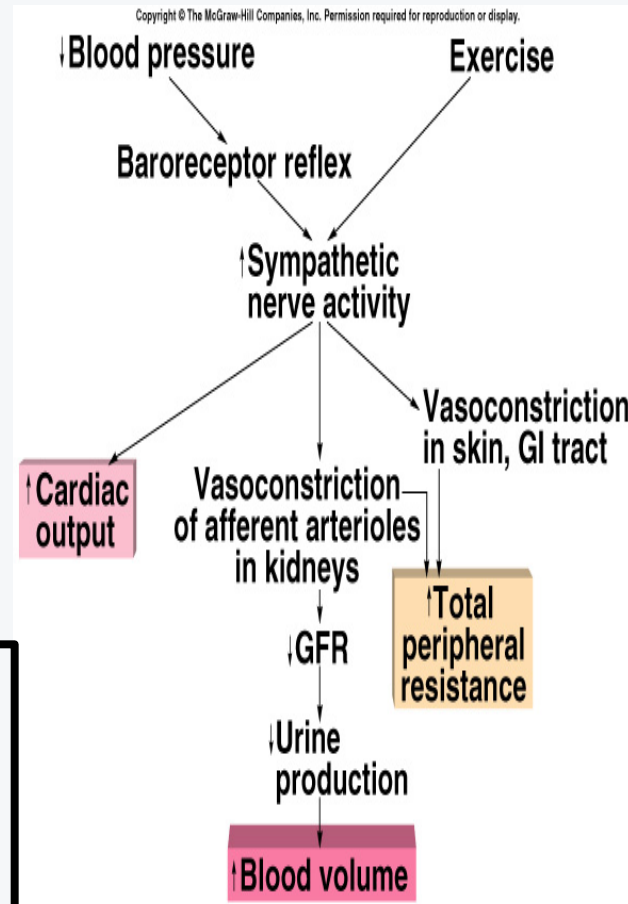 Copyright © The McGraw-Hill Companies, Inc. Permission required for reproduction or display.
↓Blood pressure
Exercise
Baroreceptor reflex
↑Sympathetic
nerve activity
Vasoconstriction
in skin, GI tract
↑Cardiac
output
Vasoconstriction
of afferent arterioles
in kidneys
↑Total
peripheral
resistance
↓GFR
↓Urine
production
↑Blood volume